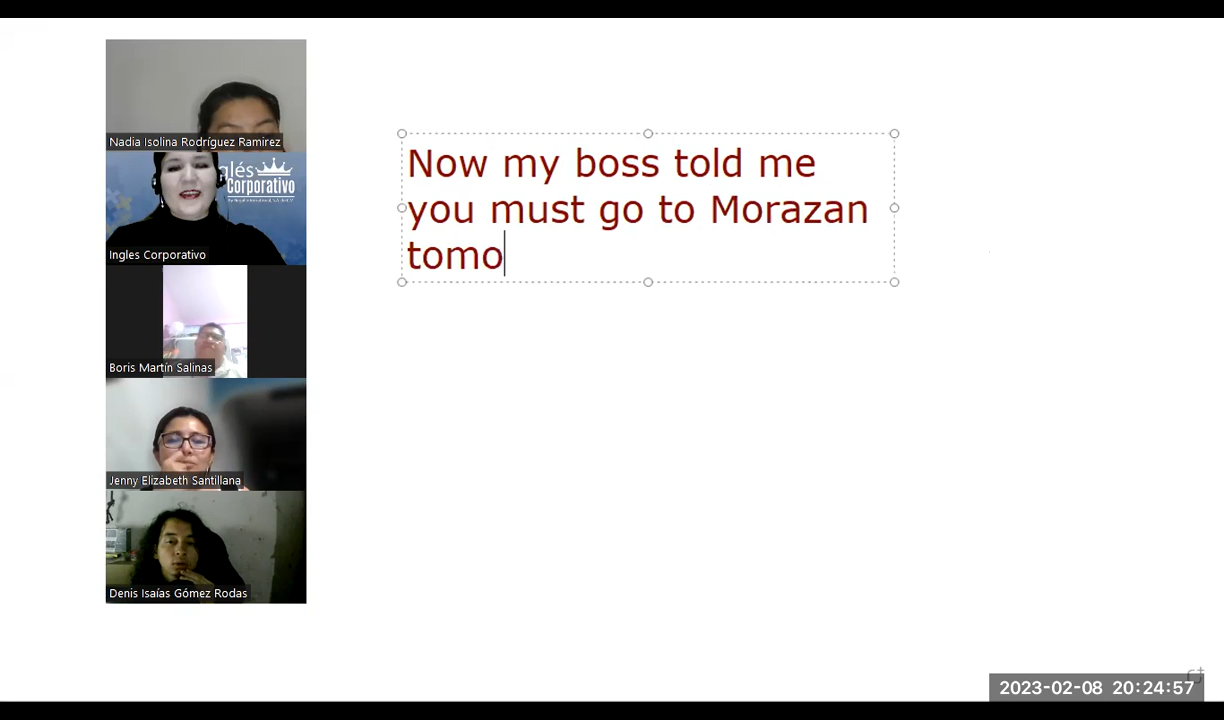 Nadia Isolina Rodríguez Ramirez
glés
Corporativo
Ingles Corporativo
Boris Martín Salinas
Jenny Elizabeth Santillana
Denis Isaías Gómez Rodas
Now my boss told me
you must go to Morazan
tomo
2023-02-08 20:24:57